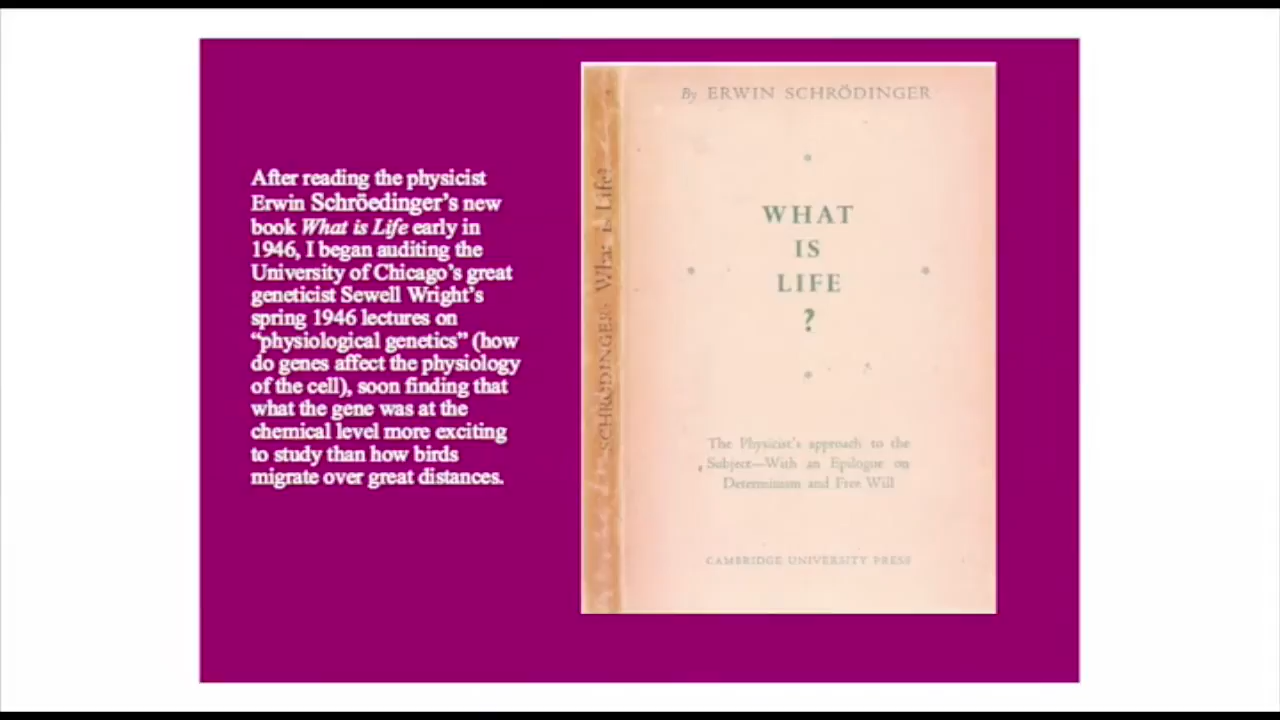 After reading the physicist
Erwin Schröedinger’s new
book What is Life early in
1946, I began auditing the
University of Chicago’s great
geneticist Sewell Wright’s
spring 1946 lectures on
“physiological genetics” (how
do genes affect the physiology
of the cell), soon finding that
what the gene was at the
chemical level more exciting
to study than how birds
migrate over great distances.
SCHRÖDINGER: What is Life?
By ERWIN SCHRÖDINGER
WHAT
IS
LIFE
?
The Physicist's approach to the
Subject—With an Epilogue on
Determinism and Free Will
CAMBRIDGE UNIVERSITY PRESS